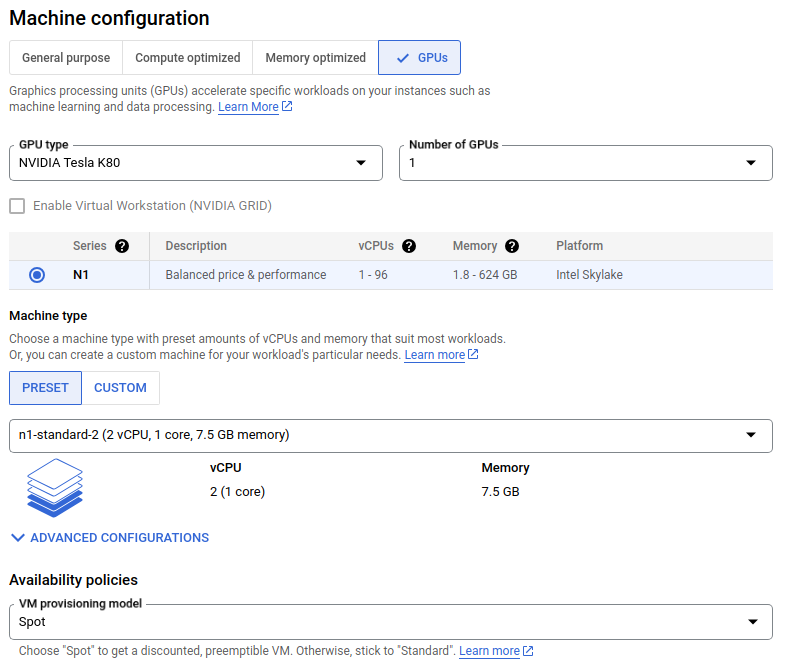 Machine configuration
General purpose
Compute optimized
Memory optimized
GPUs
Graphics processing units (GPUs) accelerate specific workloads on your instances such as
machine learning and data processing. Learn More
GPU type
NVIDIA Tesla K80
Number of GPUs
1
Enable Virtual Workstation (NVIDIA GRID)
Series Description vCPUs Memory Platform
N1 Balanced price & performance 1 - 96 1.8 - 624 GB Intel Skylake
Machine type
Choose a machine type with preset amounts of vCPUs and memory that suit most workloads.
Or, you can create a custom machine for your workload's particular needs. Learn more
PRESET CUSTOM
n1-standard-2 (2 vCPU, 1 core, 7.5 GB memory)
vCPU Memory
2 (1 core) 7.5 GB
ADVANCED CONFIGURATIONS
Availability policies
VM provisioning model
Spot
Choose "Spot" to get a discounted, preemptible VM. Otherwise, stick to "Standard". Learn more